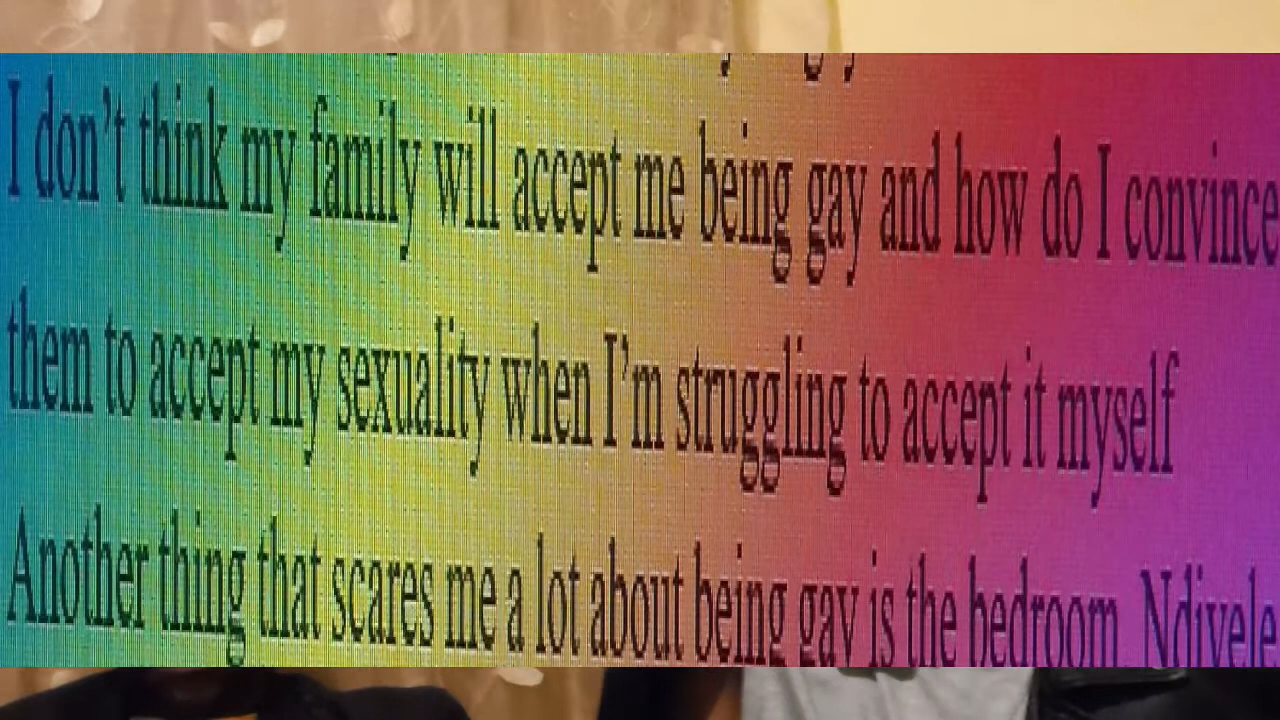 I don't think my family will accept me being gay and how do I convince
them to accept my sexuality when I'm struggling to accept it myself
Another thing that scares me a lot about being gay is the bedroom Ndivele